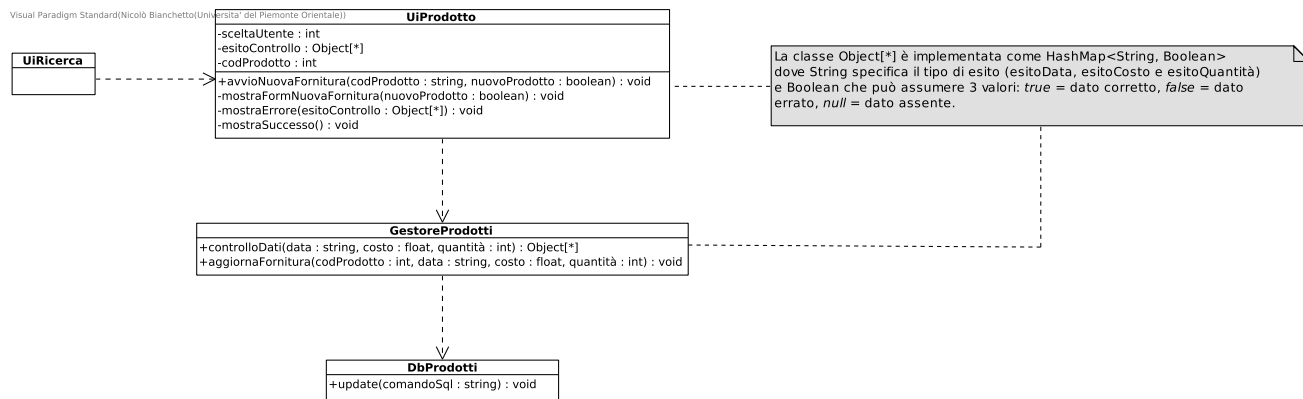 Visual Paradigm Standard(Nicolò Bianchetto(Universita' del Piemonte Orientale))
UiProdotto
-sceltaUtente : int
-esitoControllo : Object[*]
-codProdotto : int
+avvioNuovaFornitura(codProdotto : string, nuovoProdotto : boolean) : void
-mostraFormNuovaFornitura(nuovoProdotto : boolean) : void
-mostraErrore(esitoControllo : Object[*]) : void
-mostraSuccesso() : void
UiRicerca
La classe Object[*] è implementata come HashMap<String, Boolean>
dove String specifica il tipo di esito (esitoData, esitoCosto e esitoQuantità)
e Boolean che può assumere 3 valori: true = dato corretto, false = dato
errato, null = dato assente.
GestoreProdotti
+controlloDati(data : string, costo : float, quantità : int) : Object[*]
+aggiornaFornitura(codProdotto : int, data : string, costo : float, quantità : int) : void
DbProdotti
+update(comandoSql : string) : void